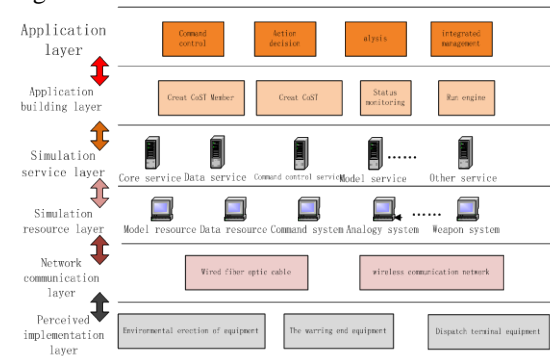 Application
layer
Command
control
Action
decision
alysis
integrated
management
Application
building layer
Creat CoST Member
Creat CoST
Status
monitoring
Run engine
Simulation
service layer
Core service
Data service
Command control service
Model service
......
Other service
Simulation
resource layer
Model resource
Data resource
Command system
Analogy system
......
Weapon system
Network
communication
layer
Wired fiber optic cable
wireless communication network
Perceived
implementation
layer
Environmental erection of equipment
The warring end equipment
Dispatch terminal equipment